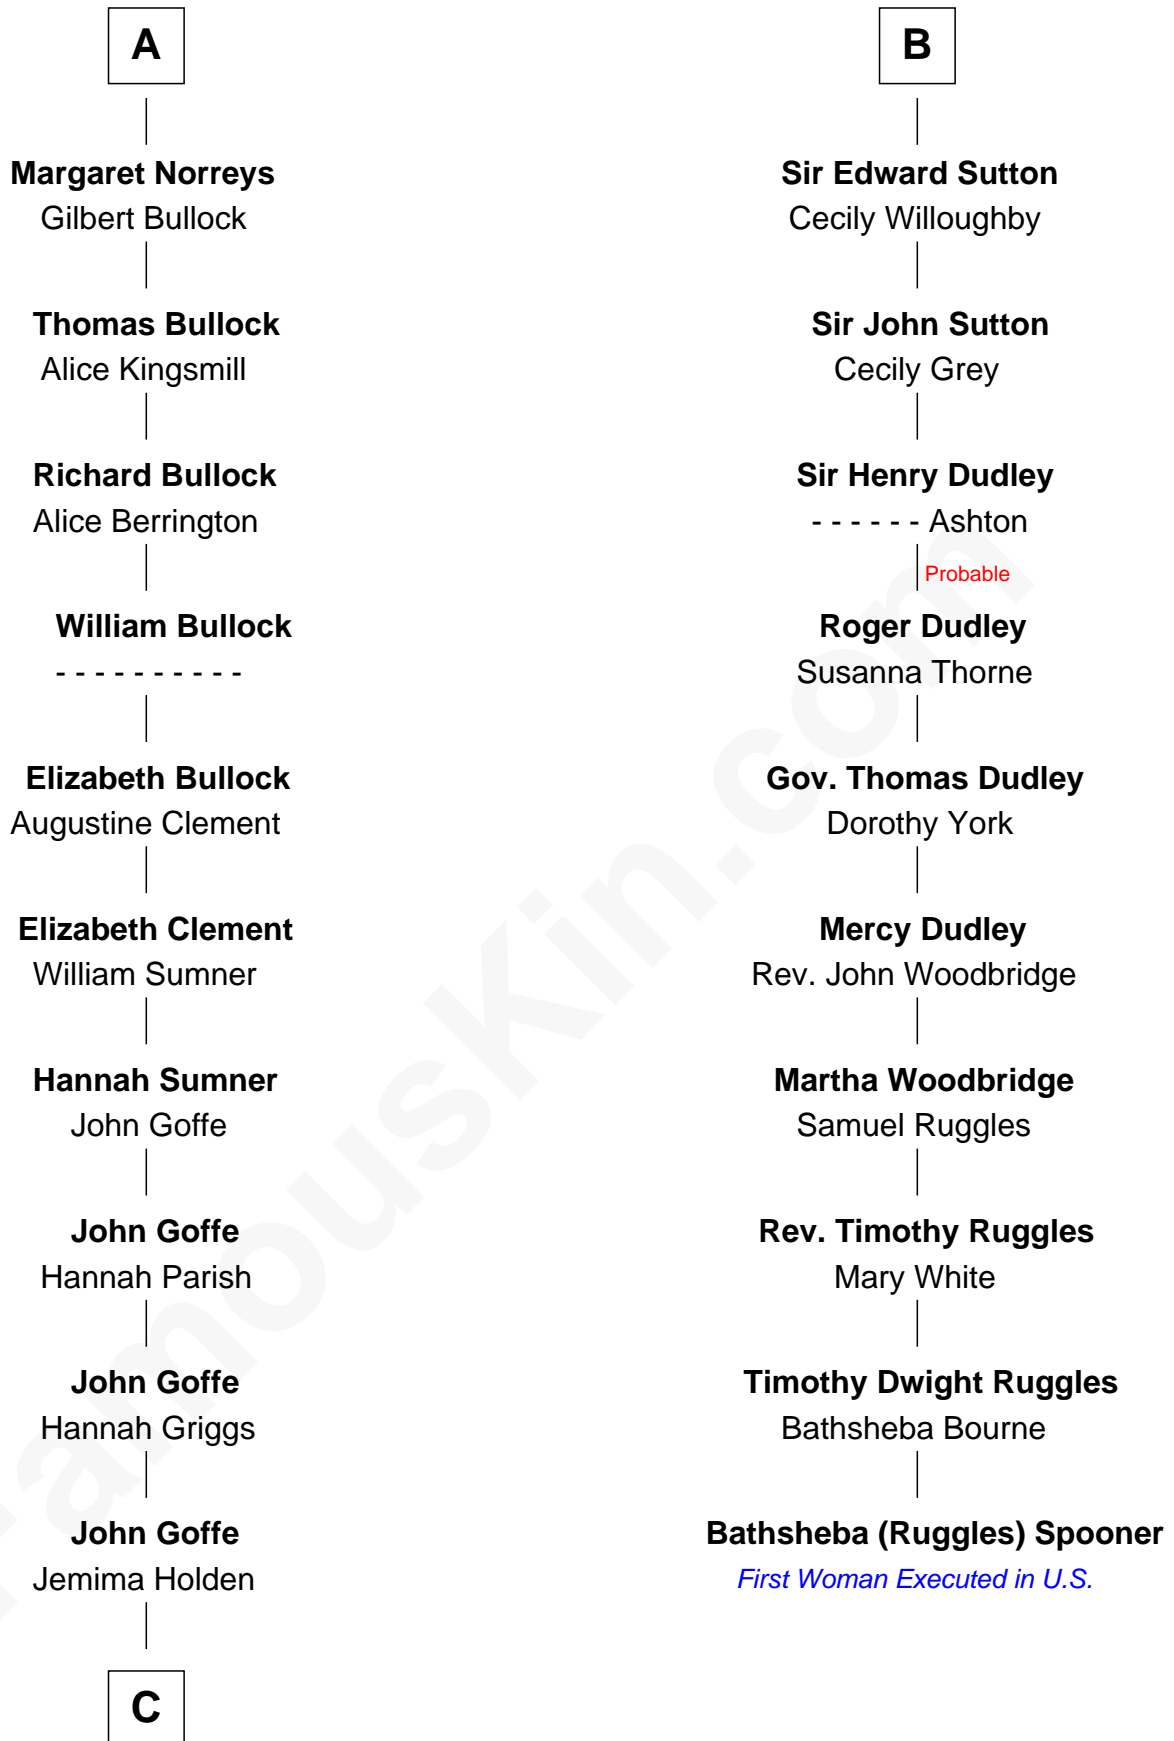 A
Margaret Norreys
Gilbert Bullock
Thomas Bullock
Alice Kingsmill
Richard Bullock
Alice Berrington
William Bullock
- - - - - - - - - -
Elizabeth Bullock
Augustine Clement
Elizabeth Clement
William Sumner
Hannah Sumner
John Goffe
John Goffe
Hannah Parish
John Goffe
Hannah Griggs
John Goffe
Jemima Holden
C
B
Sir Edward Sutton
Cecily Willoughby
Sir John Sutton
Cecily Grey
Sir Henry Dudley
- - - - - - Ashton
Probable
Roger Dudley
Susanna Thorne
Gov. Thomas Dudley
Dorothy York
Mercy Dudley
Rev. John Woodbridge
Martha Woodbridge
Samuel Ruggles
Rev. Timothy Ruggles
Mary White
Timothy Dwight Ruggles
Bathsheba Bourne
Bathsheba (Ruggles) Spooner
First Woman Executed in U.S.
FamousKin.com